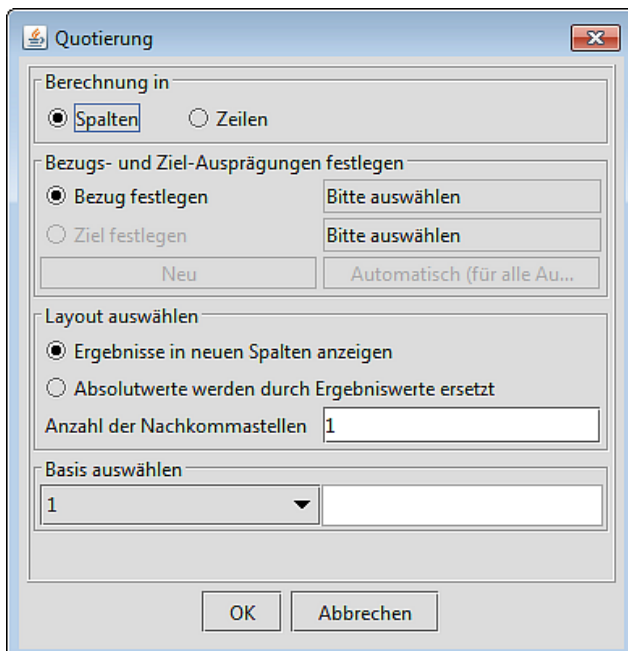 Quotierung
Berechnung in
Spalten Zeilen
Bezugs- und Ziel-Ausprägungen festlegen
Bezug festlegen Bitte auswählen
Ziel festlegen Bitte auswählen
Neu Automatisch (für alle Au...
Layout auswählen
Ergebnisse in neuen Spalten anzeigen
Absolutwerte werden durch Ergebniswerte ersetzt
Anzahl der Nachkommastellen 1
Basis auswählen
1
OK Abbrechen